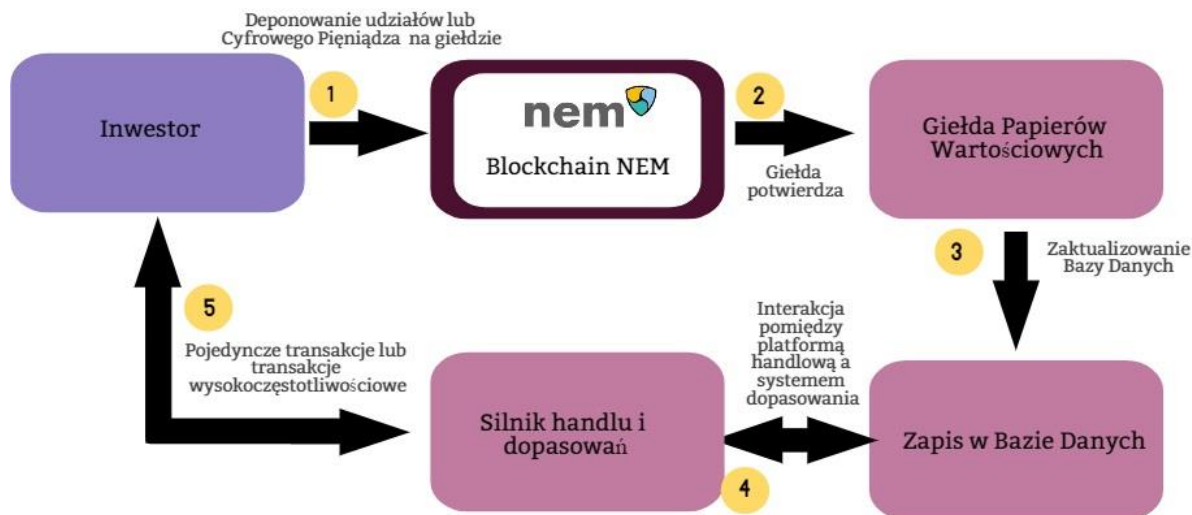 Deponowanie udziałów lub
Cyfrowego Pięniądza na giełdzie
Inwestor
1
nem
Blockchain NEM
2
Giełda
potwierdza
Giełda Papierów
Wartościowych
3
Zaktualizowanie
Bazy Danych
5
Pojedyncze transakcje lub
transakcje
wysokoczęstotliwościowe
Silnik handlu i
dopasowań
Interakcja
pomiędzy
platformą
handlową a
systemem
dopasowania
4
Zapis w Bazie Danych